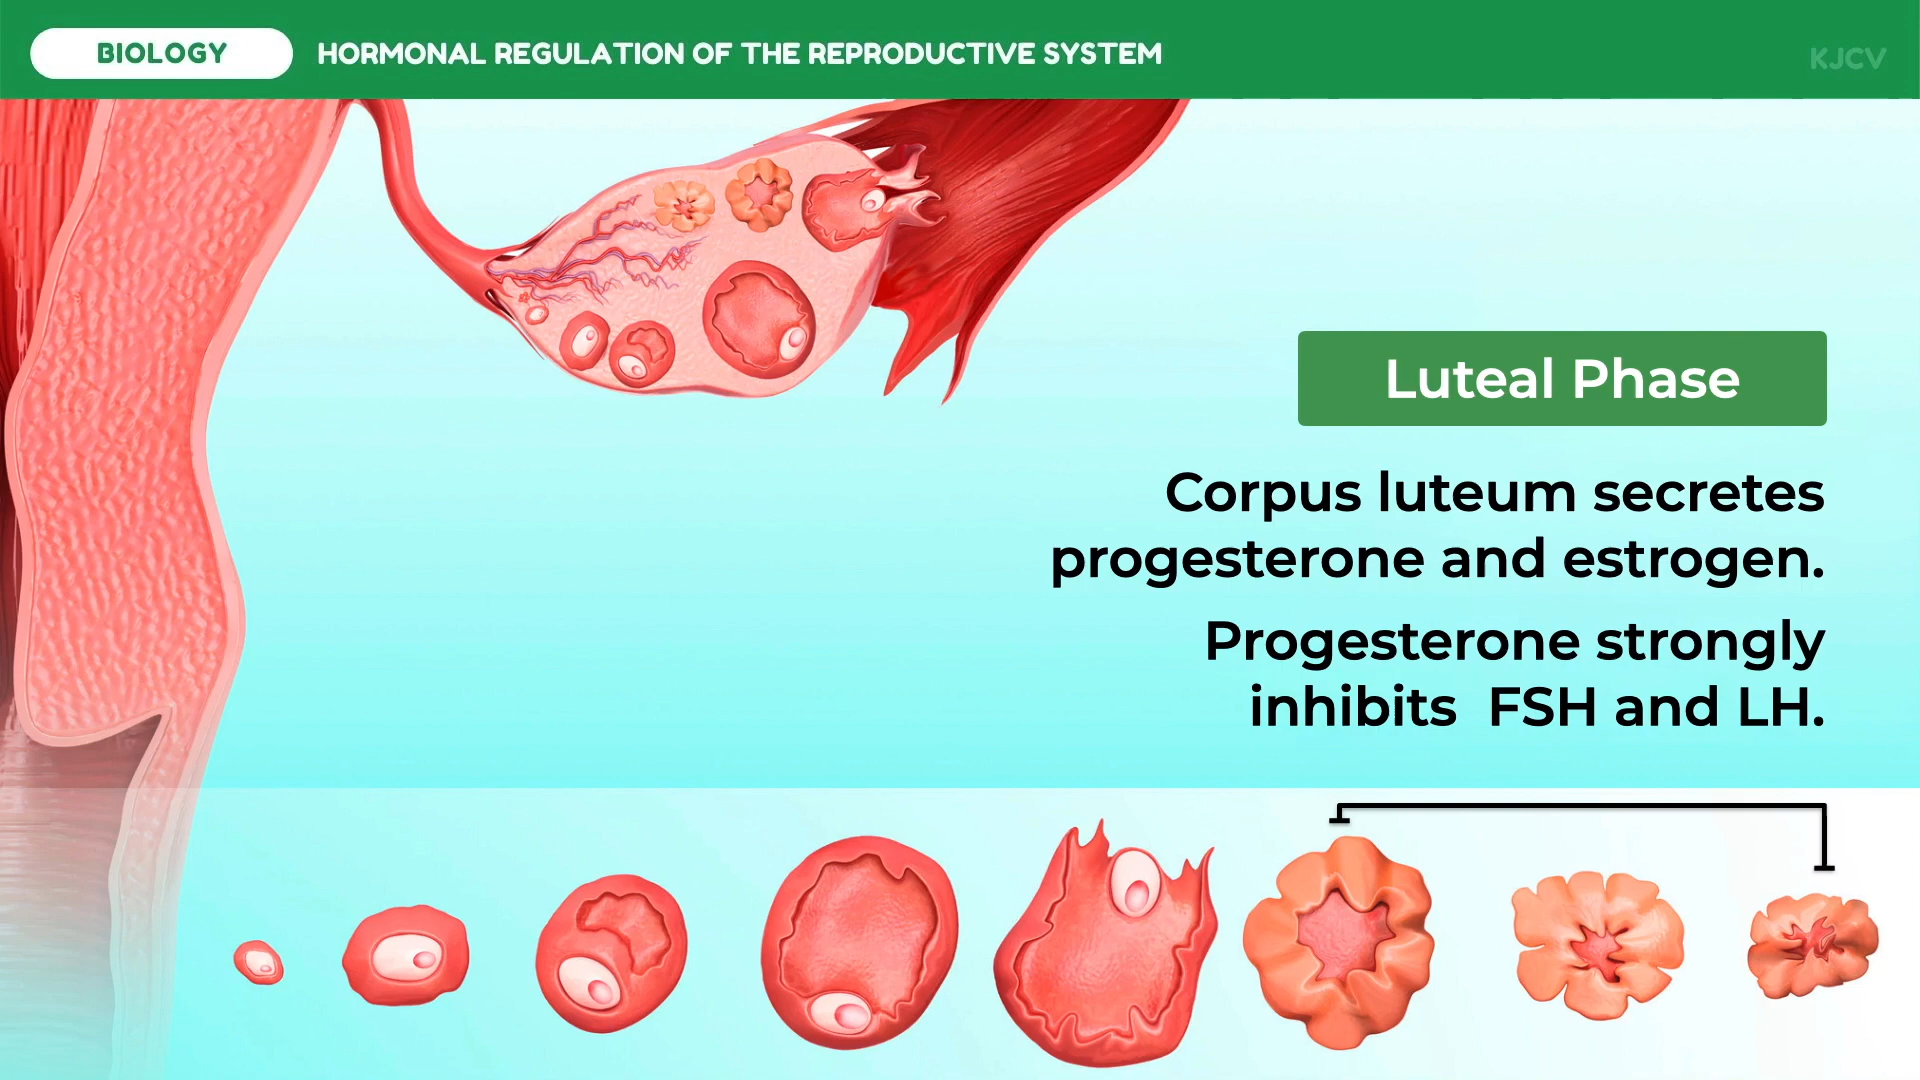 BIOLOGY
HORMONAL REGULATION OF THE REPRODUCTIVE SYSTEM
KJCV
Luteal Phase
Corpus luteum secretes
progesterone and estrogen.
Progesterone strongly
inhibits  FSH and LH.